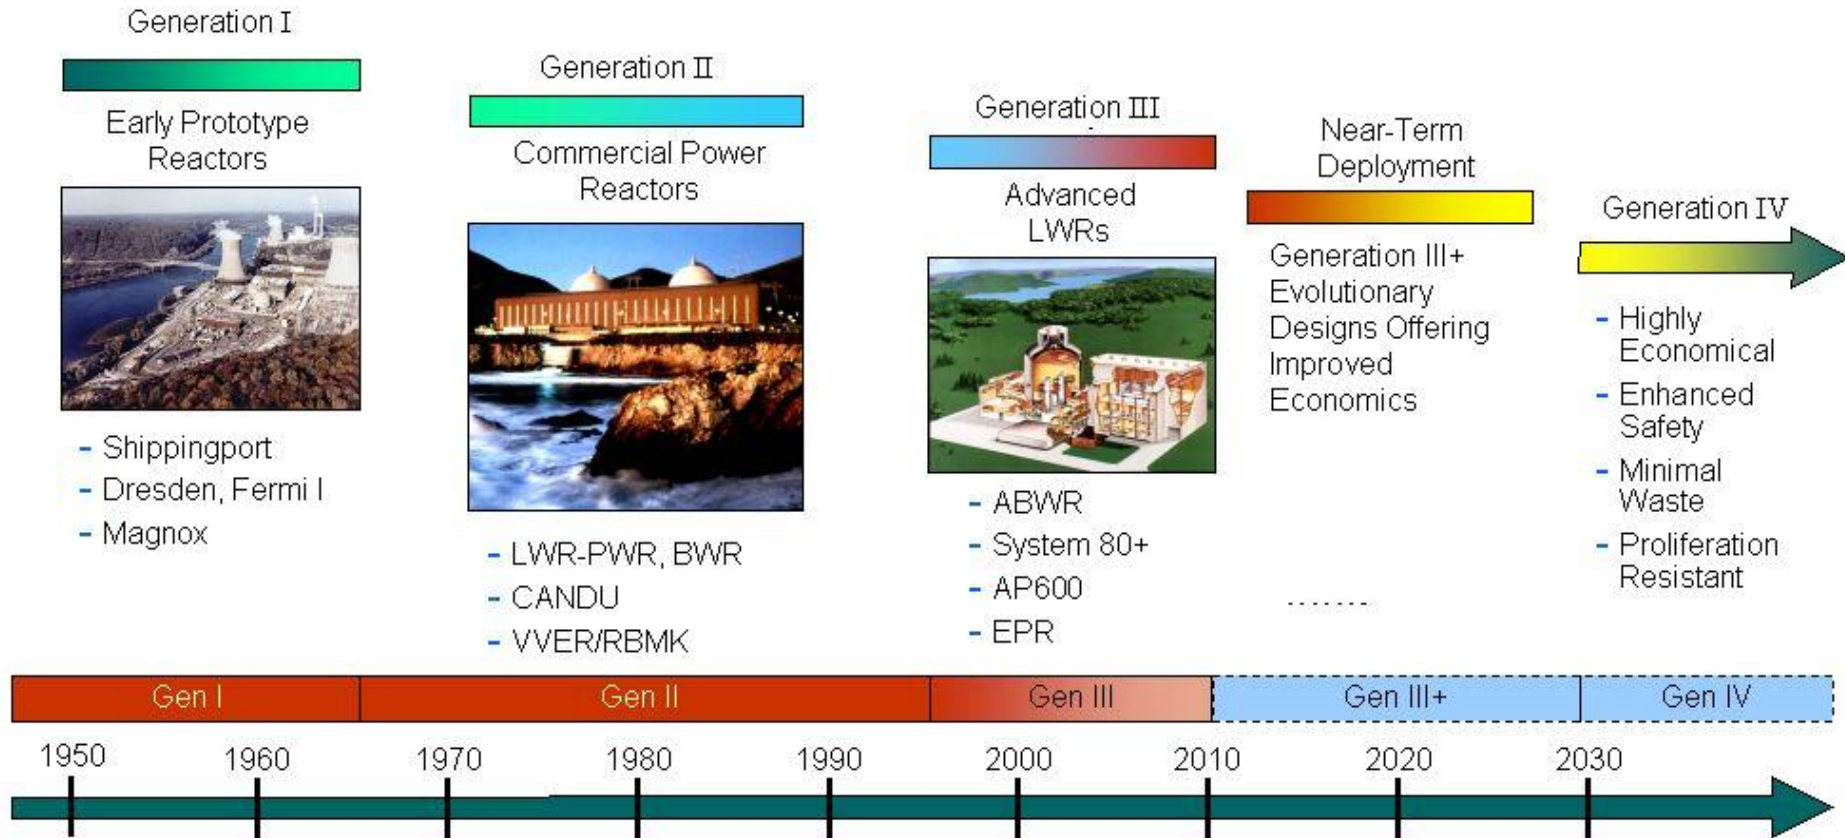 Generation I
Early Prototype
Reactors
- Shippingport
- Dresden, Fermi I
- Magnox
Generation II
Commercial Power
Reactors
- LWR-PWR, BWR
- CANDU
- VVER/RBMK
Generation III
Advanced
LWRs
- ABWR
- System 80+
- AP600
- EPR
Near-Term
Deployment
Generation III+
Evolutionary
Designs Offering
Improved
Economics
Generation IV
- Highly
Economical
- Enhanced
Safety
- Minimal
Waste
- Proliferation
Resistant
Gen I Gen II Gen III Gen III+ Gen IV
1950 1960 1970 1980 1990 2000 2010 2020 2030